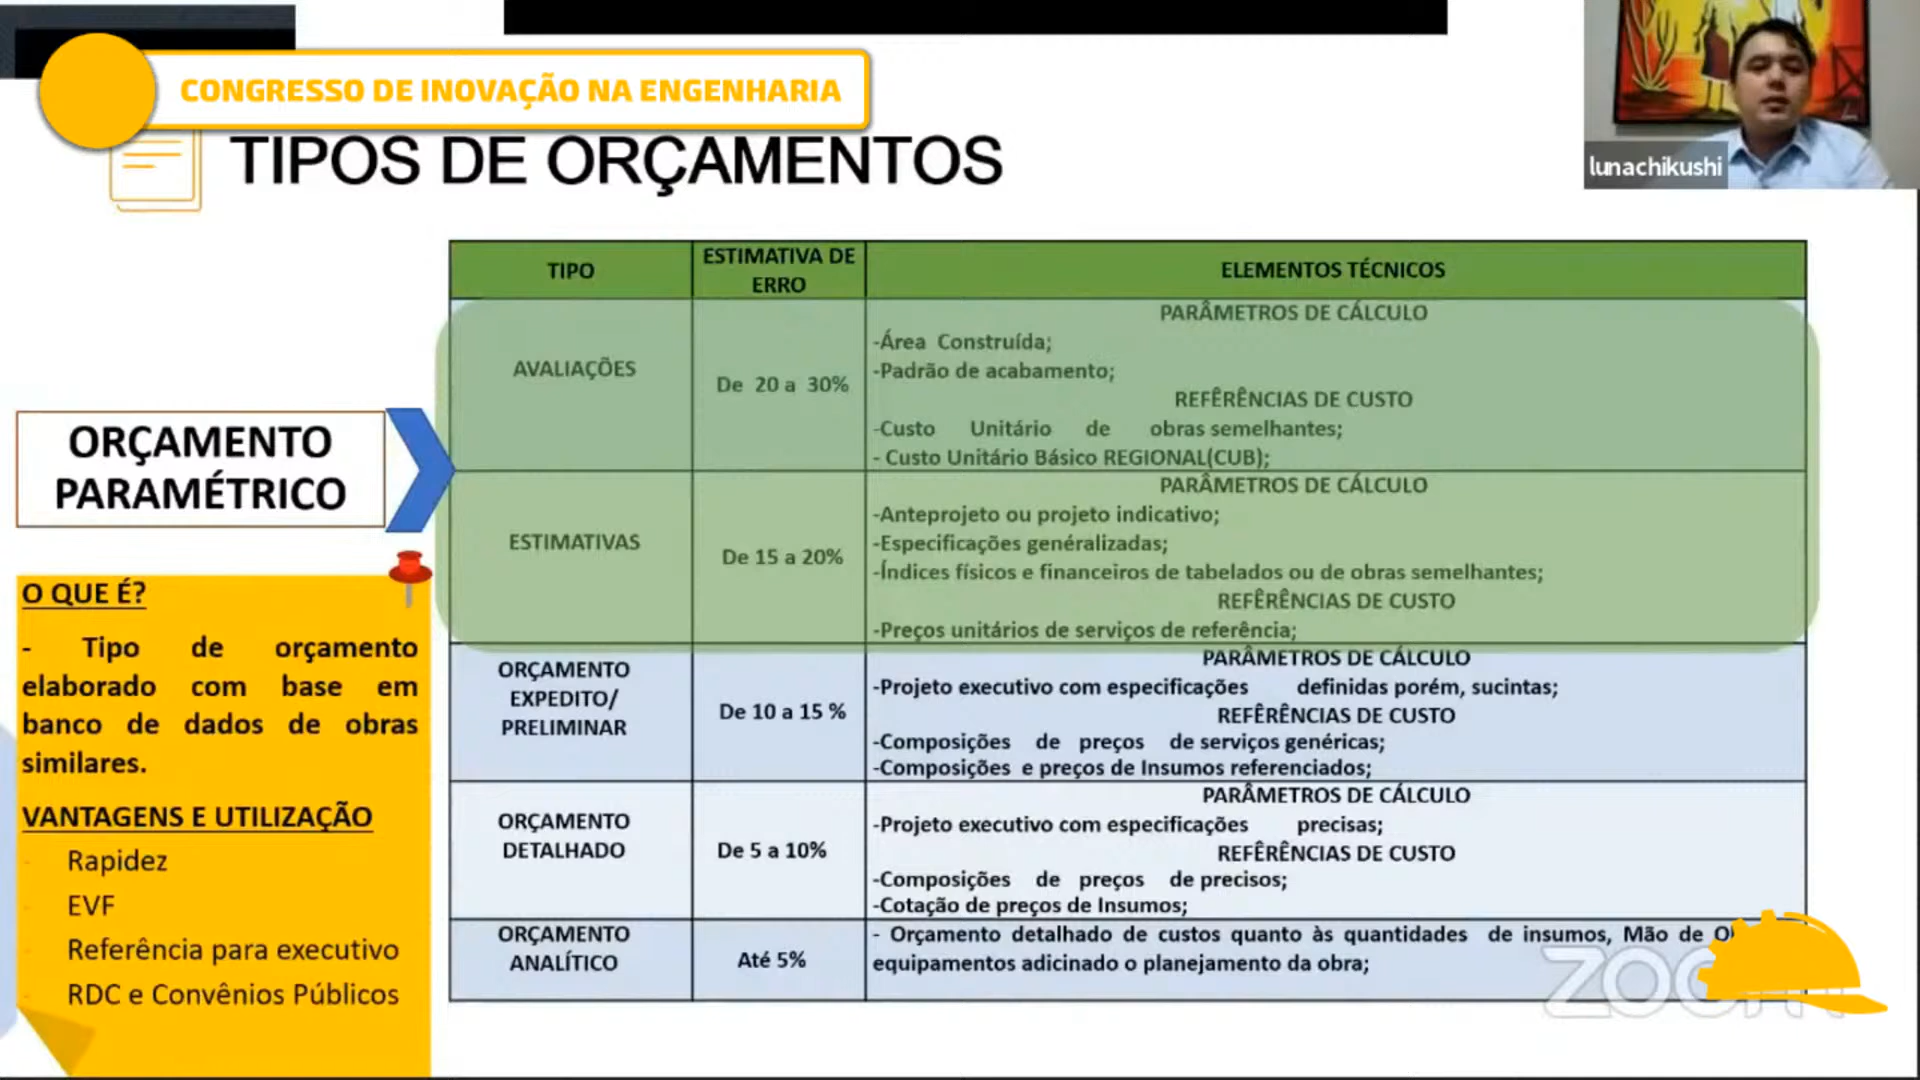 CONGRESSO DE INOVAÇÃO NA ENGENHARIA
lunachikushi
TIPOS DE ORÇAMENTOS
ORÇAMENTO
PARAMÉTRICO
O QUE É?
- Tipo de orçamento
elaborado com base em
banco de dados de obras
similares.
VANTAGENS E UTILIZAÇÃO
- Rapidez
- EVF
- Referência para executivo
- RDC e Convênios Públicos
TIPO
ESTIMATIVA DE
ERRO
ELEMENTOS TÉCNICOS
AVALIAÇÕES
De 20 a 30%
PARÂMETROS DE CÁLCULO
-Área Construída;
-Padrão de acabamento;
REFÊRÊNCIAS DE CUSTO
-Custo Unitário de obras semelhantes;
- Custo Unitário Básico REGIONAL(CUB);
ESTIMATIVAS
De 15 a 20%
PARÂMETROS DE CÁLCULO
-Anteprojeto ou projeto indicativo;
-Especificações genéralizadas;
-Índices físicos e financeiros de tabelados ou de obras semelhantes;
REFÊRÊNCIAS DE CUSTO
-Preços unitários de serviços de referência;
ORÇAMENTO
EXPEDITO/
PRELIMINAR
De 10 a 15 %
PARÂMETROS DE CÁLCULO
-Projeto executivo com especificações definidas porém, sucintas;
REFÊRÊNCIAS DE CUSTO
-Composições de preços de serviços genéricas;
-Composições e preços de Insumos referenciados;
ORÇAMENTO
DETALHADO
De 5 a 10%
PARÂMETROS DE CÁLCULO
-Projeto executivo com especificações precisas;
REFÊRÊNCIAS DE CUSTO
-Composições de preços de precisos;
-Cotação de preços de Insumos;
ORÇAMENTO
ANALÍTICO
Até 5%
- Orçamento detalhado de custos quanto às quantidades de insumos, Mão de
equipamentos adicinado o planejamento da obra;